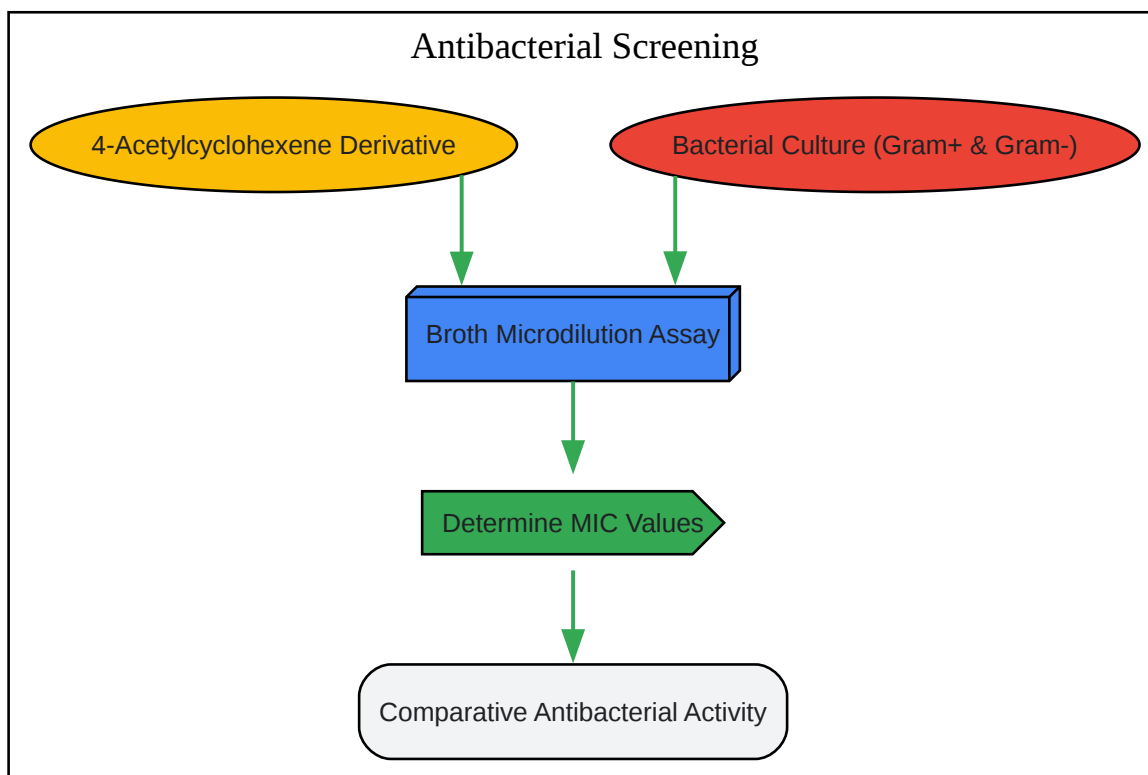 Antibacterial Screening
4-Acetylcyclohexene Derivative
Bacterial Culture (Gram+ & Gram-)
Broth Microdilution Assay
Determine MIC Values
Comparative Antibacterial Activity